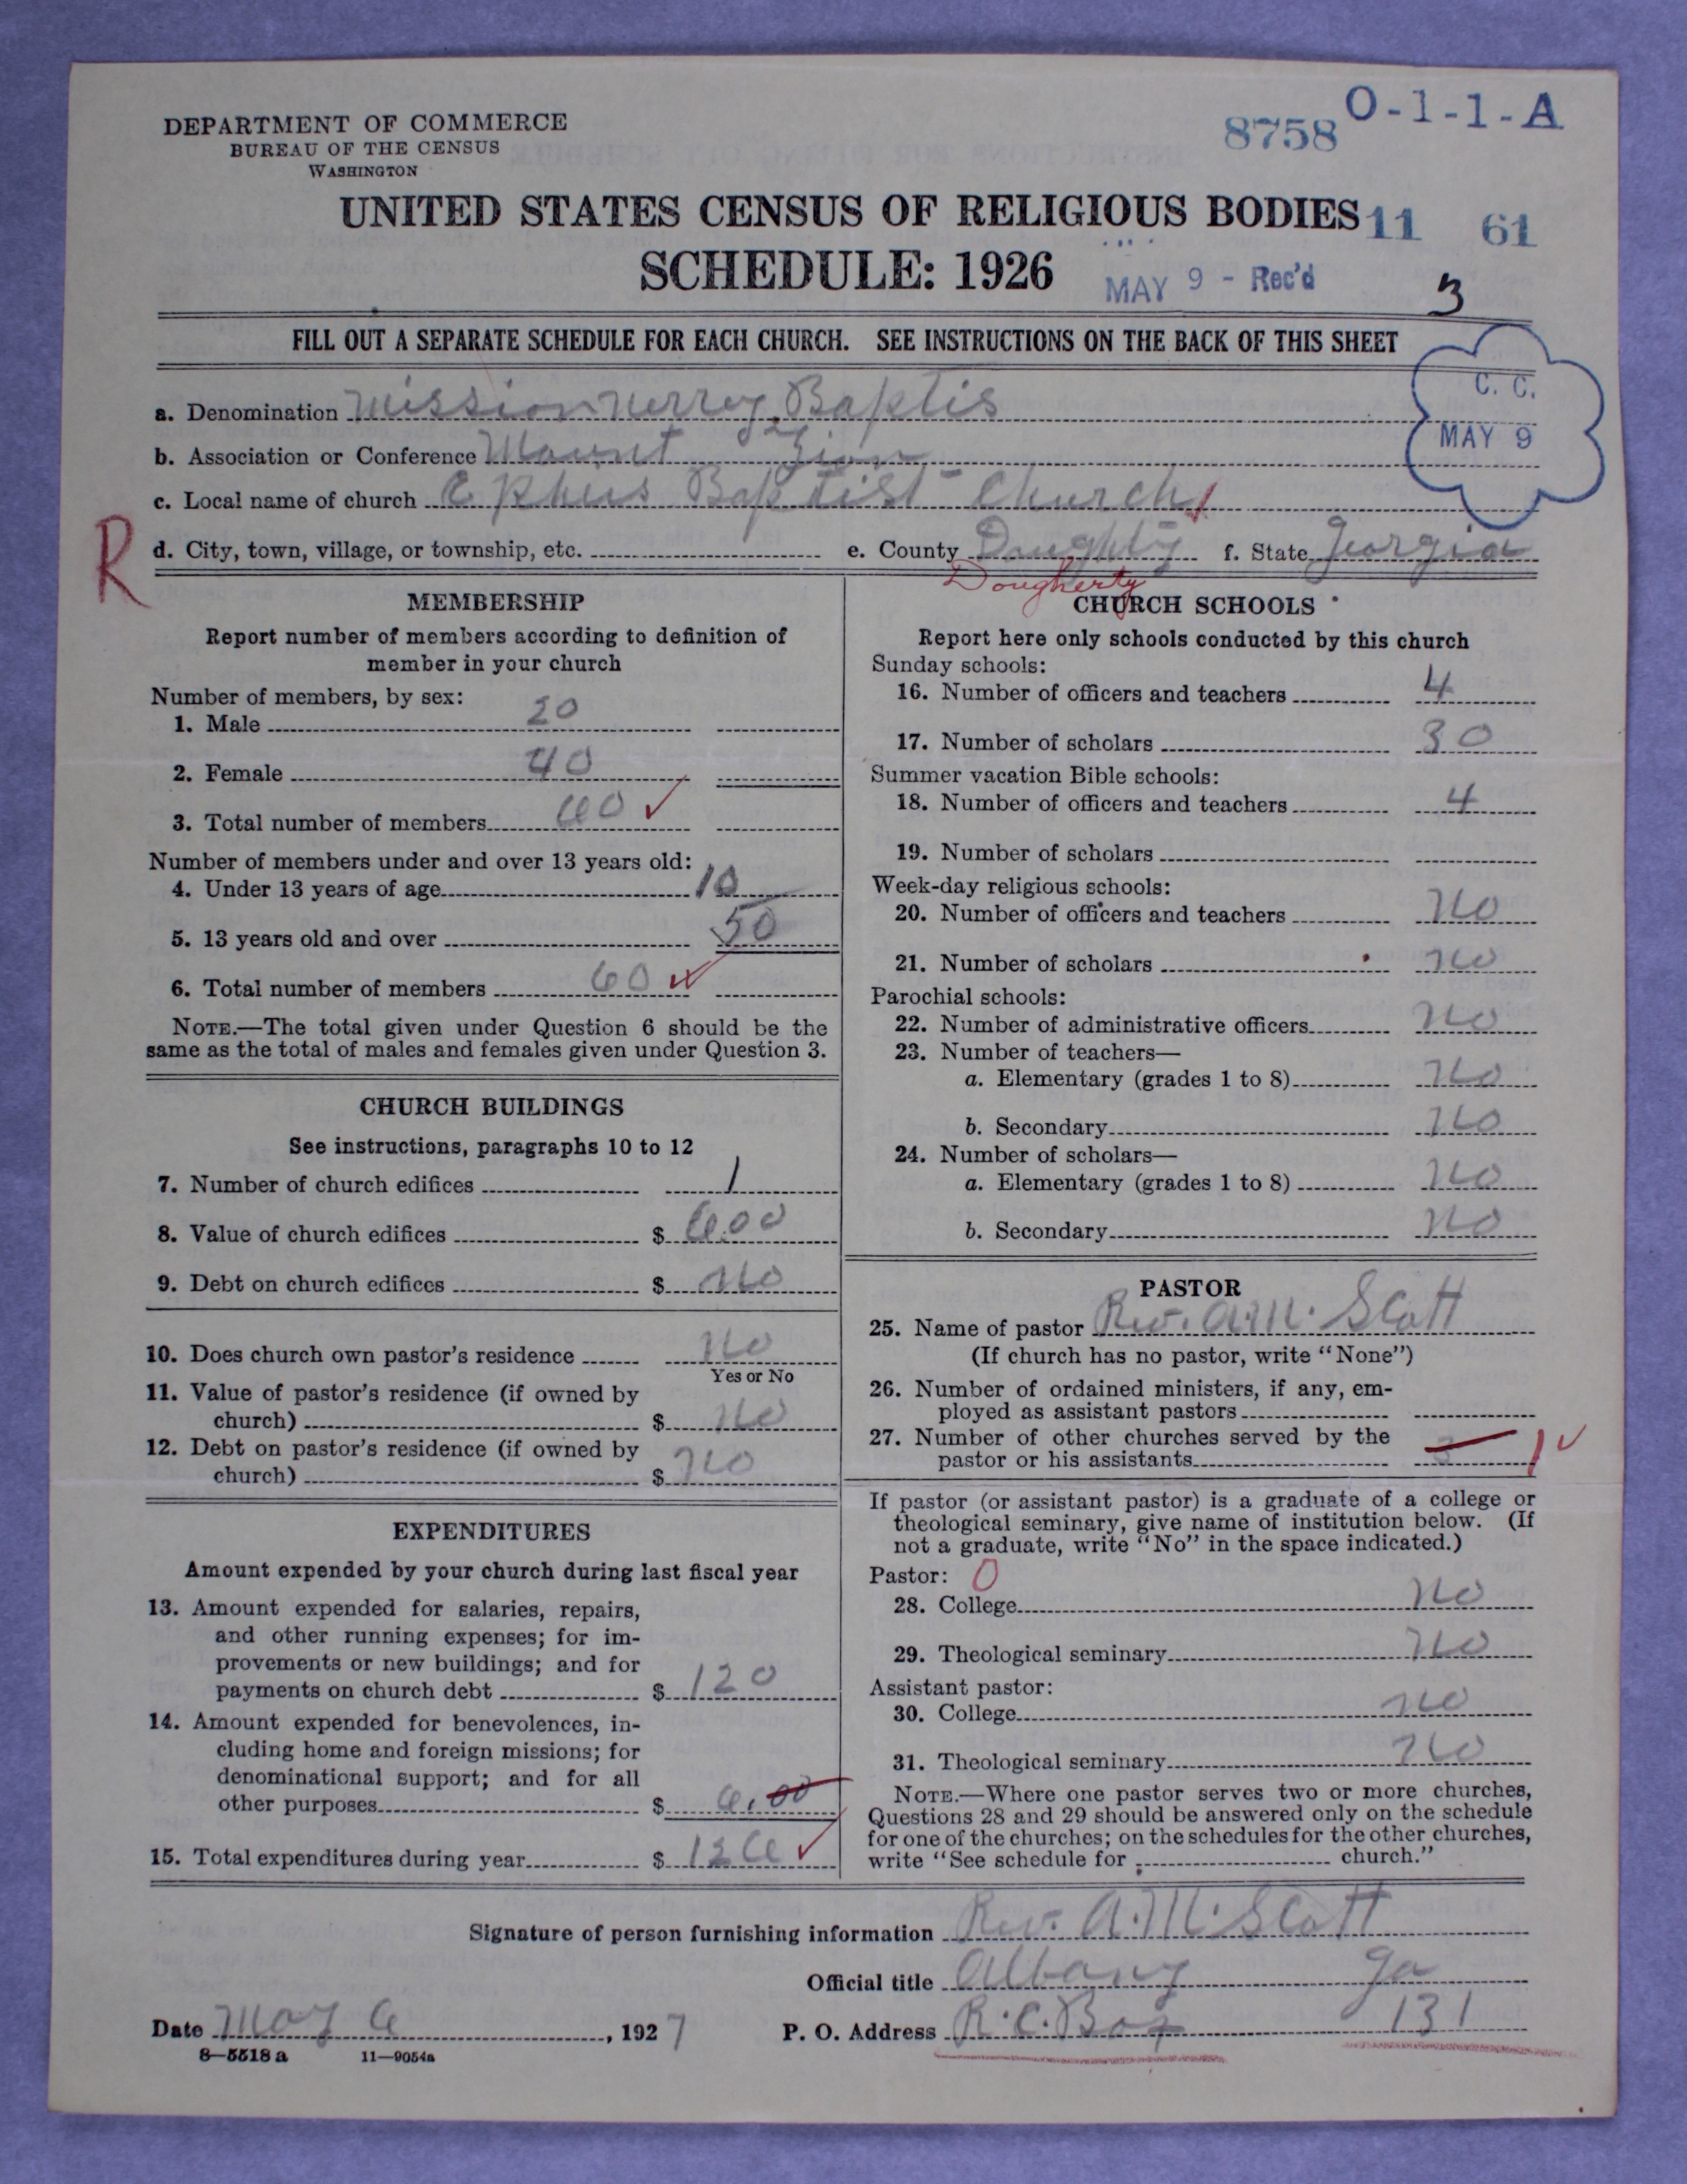 DEPARTMENT OF COMMERCE
BUREAU OF THE CENSUS
WASHINGTON
8758 O-1-1-A
UNITED STATES CENSUS OF RELIGIOUS BODIES 11 61
SCHEDULE: 1926 MAY 9 - Rec'd 3
FILL OUT A SEPARATE SCHEDULE FOR EACH CHURCH. SEE INSTRUCTIONS ON THE BACK OF THIS SHEET
C. C.
MAY 9
a. Denomination Missionnerrey Baptis
b. Association or Conference Mount Zion
c. Local name of church Ephus Baptist Church
R
d. City, town, village, or township, etc. e. County Doughty f. State Georgia
Dougherty
MEMBERSHIP
Report number of members according to definition of
member in your church
Number of members, by sex:
1. Male 20
2. Female 40
3. Total number of members 60 ✓
Number of members under and over 13 years old:
4. Under 13 years of age 10
5. 13 years old and over 50
6. Total number of members 60 ✓
NOTE.—The total given under Question 6 should be the
same as the total of males and females given under Question 3.
CHURCH BUILDINGS
See instructions, paragraphs 10 to 12
7. Number of church edifices 1
8. Value of church edifices $ 6.00
9. Debt on church edifices $ no
10. Does church own pastor's residence no
Yes or No
11. Value of pastor's residence (if owned by
church) $ no
12. Debt on pastor's residence (if owned by
church) $ no
EXPENDITURES
Amount expended by your church during last fiscal year
13. Amount expended for salaries, repairs,
and other running expenses; for im-
provements or new buildings; and for
payments on church debt $ 120
14. Amount expended for benevolences, in-
cluding home and foreign missions; for
denominational support; and for all
other purposes $ 6.00
15. Total expenditures during year $ 126 ✓
CHURCH SCHOOLS
Report here only schools conducted by this church
Sunday schools:
16. Number of officers and teachers 4
17. Number of scholars 30
Summer vacation Bible schools:
18. Number of officers and teachers 4
19. Number of scholars
Week-day religious schools:
20. Number of officers and teachers no
21. Number of scholars no
Parochial schools:
22. Number of administrative officers no
23. Number of teachers—
a. Elementary (grades 1 to 8) no
b. Secondary no
24. Number of scholars—
a. Elementary (grades 1 to 8) no
b. Secondary no
PASTOR
25. Name of pastor Rev. A.M. Scott
(If church has no pastor, write "None")
26. Number of ordained ministers, if any, em-
ployed as assistant pastors
27. Number of other churches served by the
pastor or his assistants 3 1 ✓
If pastor (or assistant pastor) is a graduate of a college or
theological seminary, give name of institution below. (If
not a graduate, write "No" in the space indicated.)
Pastor: 0
28. College no
29. Theological seminary no
Assistant pastor:
30. College no
31. Theological seminary no
NOTE.—Where one pastor serves two or more churches,
Questions 28 and 29 should be answered only on the schedule
for one of the churches; on the schedules for the other churches,
write "See schedule for church."
Signature of person furnishing information Rev. A.M. Scott
Official title Albany Ga
Date May 6, 1927 P. O. Address R.C. Box 131
8—5518 a 11—9054a